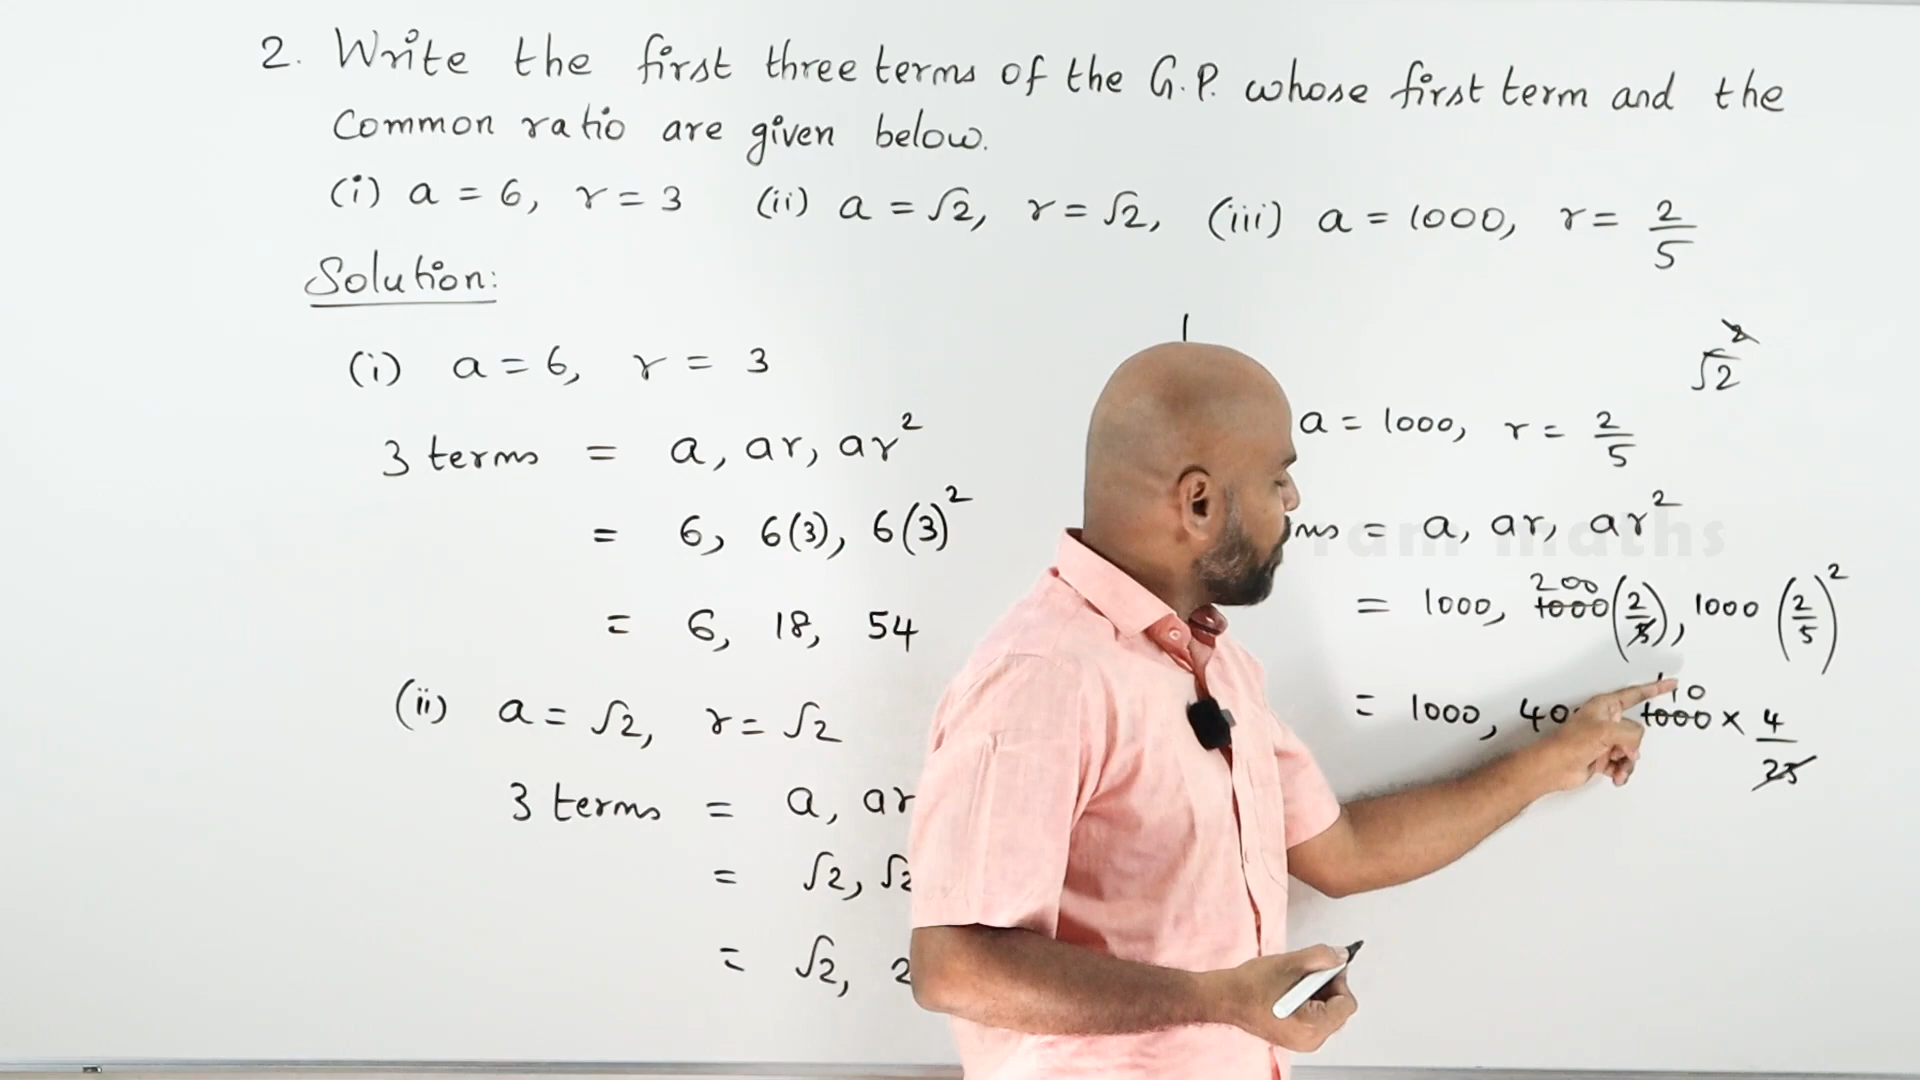 2. Write the first three terms of the G.P. whose first term and the
common ratio are given below.
(i) a = 6, r = 3 (ii) a = √2, r = √2, (iii) a = 1000, r = 2/5
Solution:
(i) a = 6, r = 3
3 terms = a, ar, ar²
= 6, 6(3), 6(3)²
= 6, 18, 54
(ii) a = √2, r = √2
3 terms = a, ar
= √2, √2
= √2, 2
√2²
a = 1000, r = 2/5
ms = a, ar, ar²
200
= 1000, 1000(2/5), 1000(2/5)²
= 1000, 40 1000 × 4/25